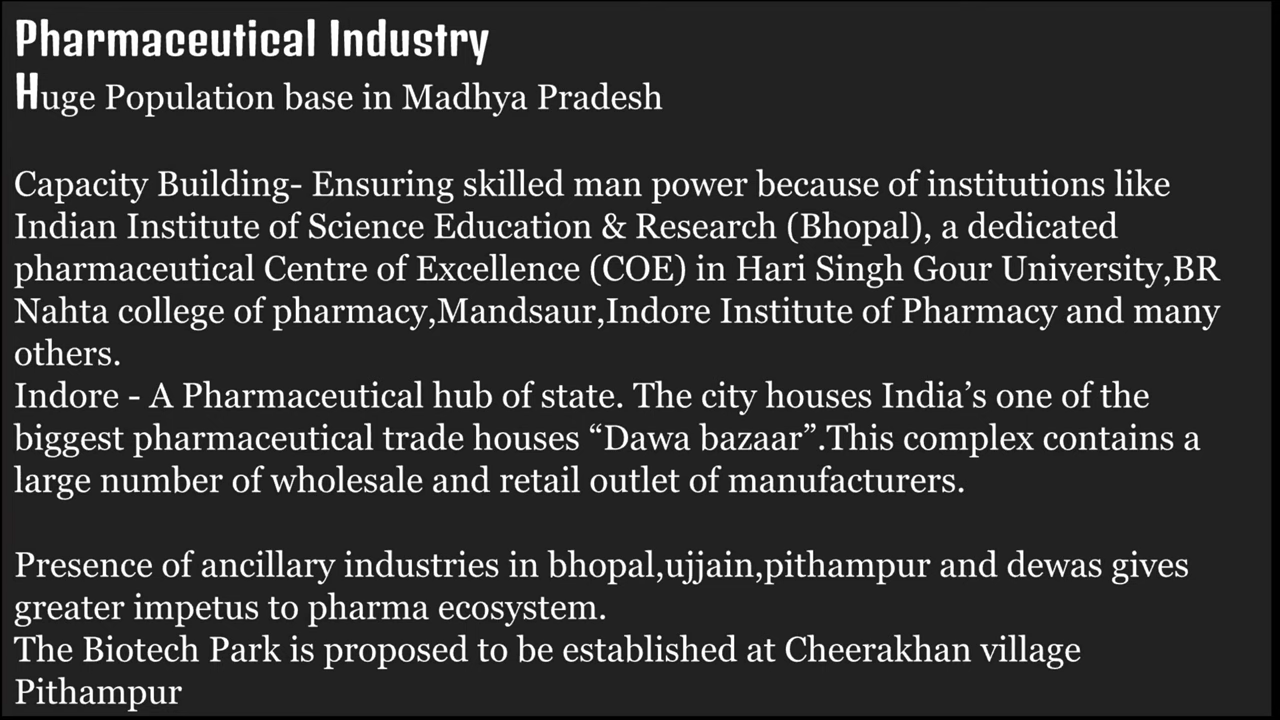 Pharmaceutical Industry
Huge Population base in Madhya Pradesh
Capacity Building- Ensuring skilled man power because of institutions like
Indian Institute of Science Education & Research (Bhopal), a dedicated
pharmaceutical Centre of Excellence (COE) in Hari Singh Gour University,BR
Nahta college of pharmacy,Mandsaur,Indore Institute of Pharmacy and many
others.
Indore - A Pharmaceutical hub of state. The city houses India’s one of the
biggest pharmaceutical trade houses “Dawa bazaar”.This complex contains a
large number of wholesale and retail outlet of manufacturers.
Presence of ancillary industries in bhopal,ujjain,pithampur and dewas gives
greater impetus to pharma ecosystem.
The Biotech Park is proposed to be established at Cheerakhan village
Pithampur